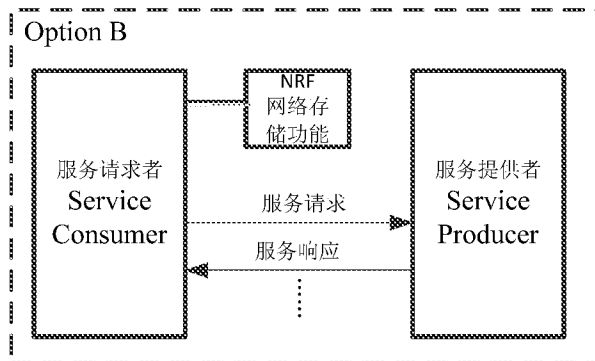 Option B
NRF
网络存
储功能
服务请求者
Service
Consumer
服务提供者
Service
Producer
服务请求
服务响应